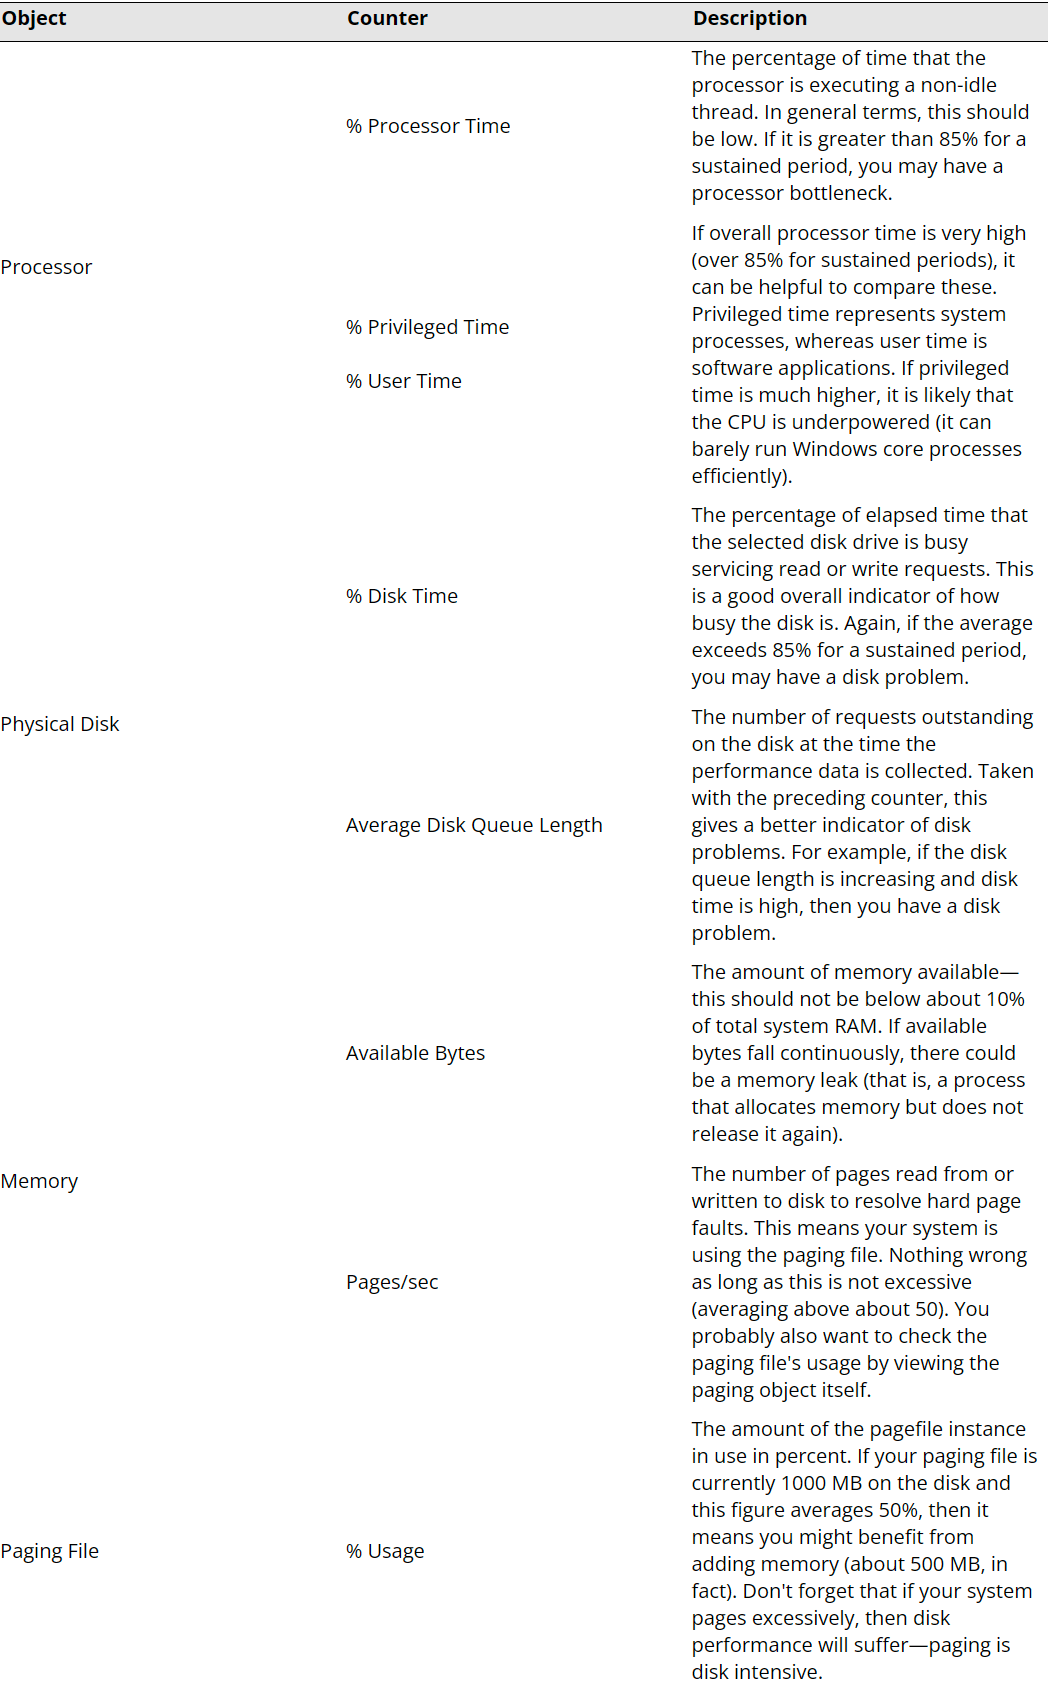 Object Counter Description
% Processor Time
The percentage of time that the
processor is executing a non-idle
thread. In general terms, this should
be low. If it is greater than 85% for a
sustained period, you may have a
processor bottleneck.
Processor
% Privileged Time
% User Time
If overall processor time is very high
(over 85% for sustained periods), it
can be helpful to compare these.
Privileged time represents system
processes, whereas user time is
software applications. If privileged
time is much higher, it is likely that
the CPU is underpowered (it can
barely run Windows core processes
efficiently).
% Disk Time
The percentage of elapsed time that
the selected disk drive is busy
servicing read or write requests. This
is a good overall indicator of how
busy the disk is. Again, if the average
exceeds 85% for a sustained period,
you may have a disk problem.
Physical Disk
Average Disk Queue Length
The number of requests outstanding
on the disk at the time the
performance data is collected. Taken
with the preceding counter, this
gives a better indicator of disk
problems. For example, if the disk
queue length is increasing and disk
time is high, then you have a disk
problem.
Available Bytes
The amount of memory available—
this should not be below about 10%
of total system RAM. If available
bytes fall continuously, there could
be a memory leak (that is, a process
that allocates memory but does not
release it again).
Memory
Pages/sec
The number of pages read from or
written to disk to resolve hard page
faults. This means your system is
using the paging file. Nothing wrong
as long as this is not excessive
(averaging above about 50). You
probably also want to check the
paging file's usage by viewing the
paging object itself.
Paging File
% Usage
The amount of the pagefile instance
in use in percent. If your paging file is
currently 1000 MB on the disk and
this figure averages 50%, then it
means you might benefit from
adding memory (about 500 MB, in
fact). Don't forget that if your system
pages excessively, then disk
performance will suffer—paging is
disk intensive.